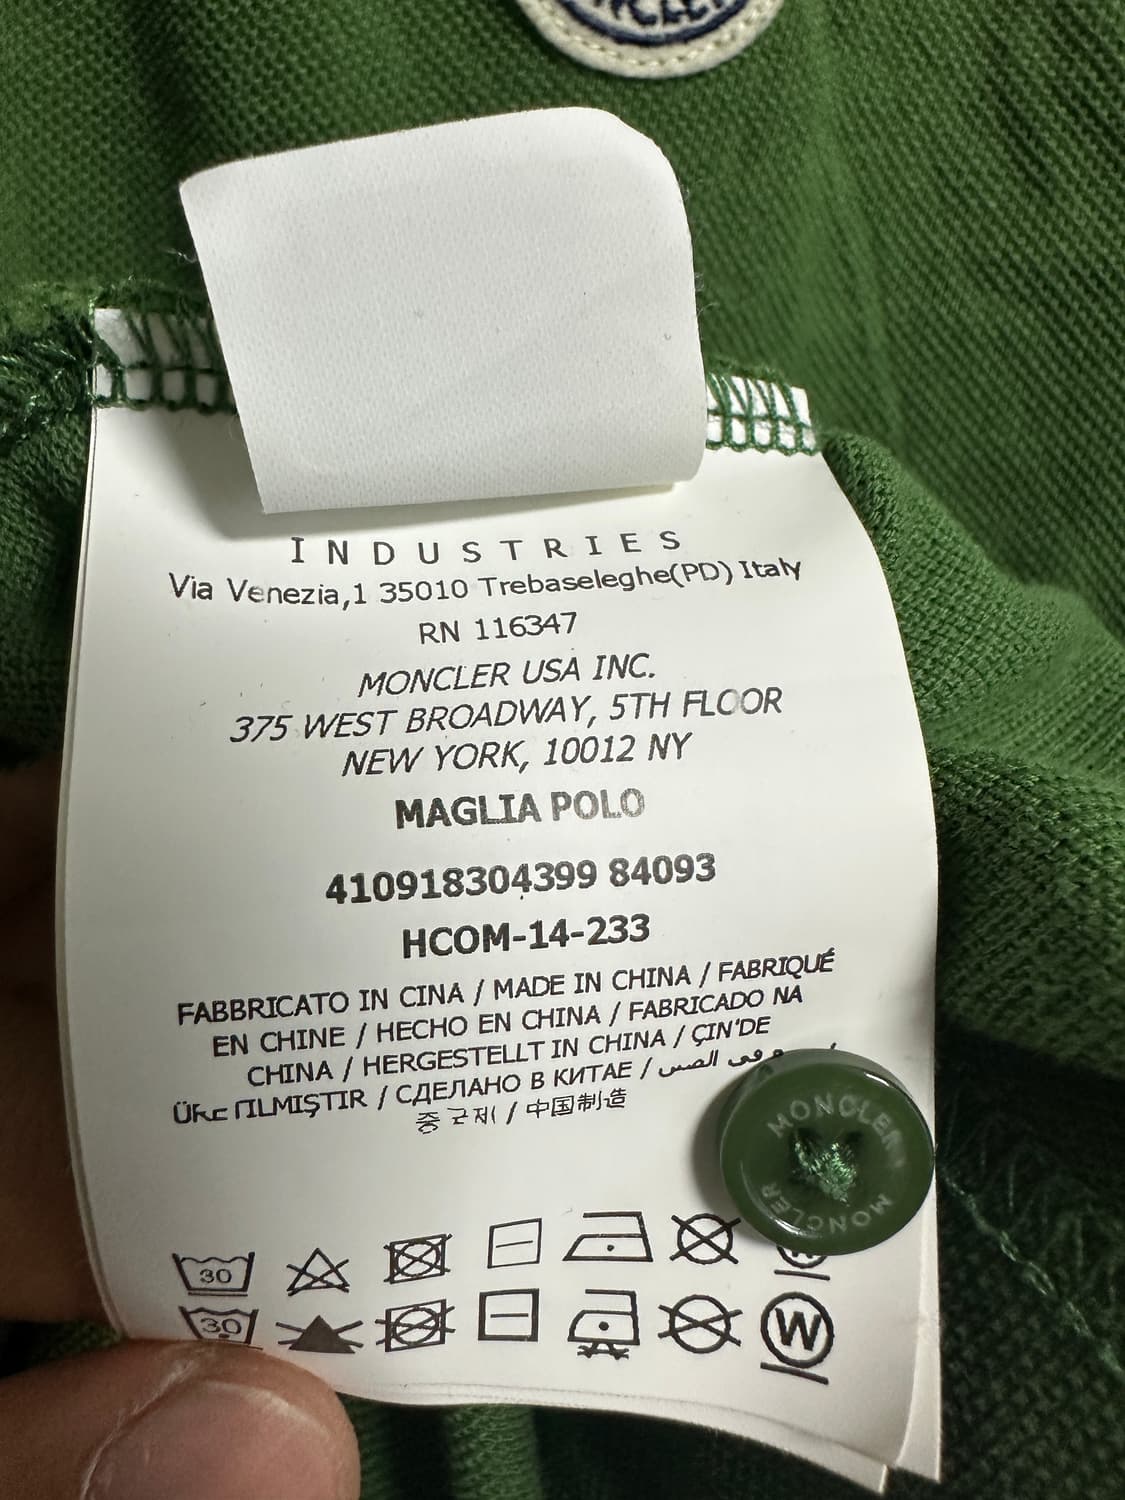 INDUSTRIES
Via Venezia,1 35010 Trebaseleghe(PD) Italy
RN 116347
MONCLER USA INC.
375 WEST BROADWAY, 5TH FLOOR
NEW YORK, 10012 NY
MAGLIA POLO
410918304399 84093
HCOM-14-233
FABBRICATO IN CINA / MADE IN CHINA / FABRIQUÉ
EN CHINE / HECHO EN CHINA / FABRICADO NA
CHINA / HERGESTELLT IN CHINA / ÇIN'DE
/ СДЕЛАНО В КИТАЕ / في الصين
/ 中国制造
MONCLER
MONCLER
30
30
W